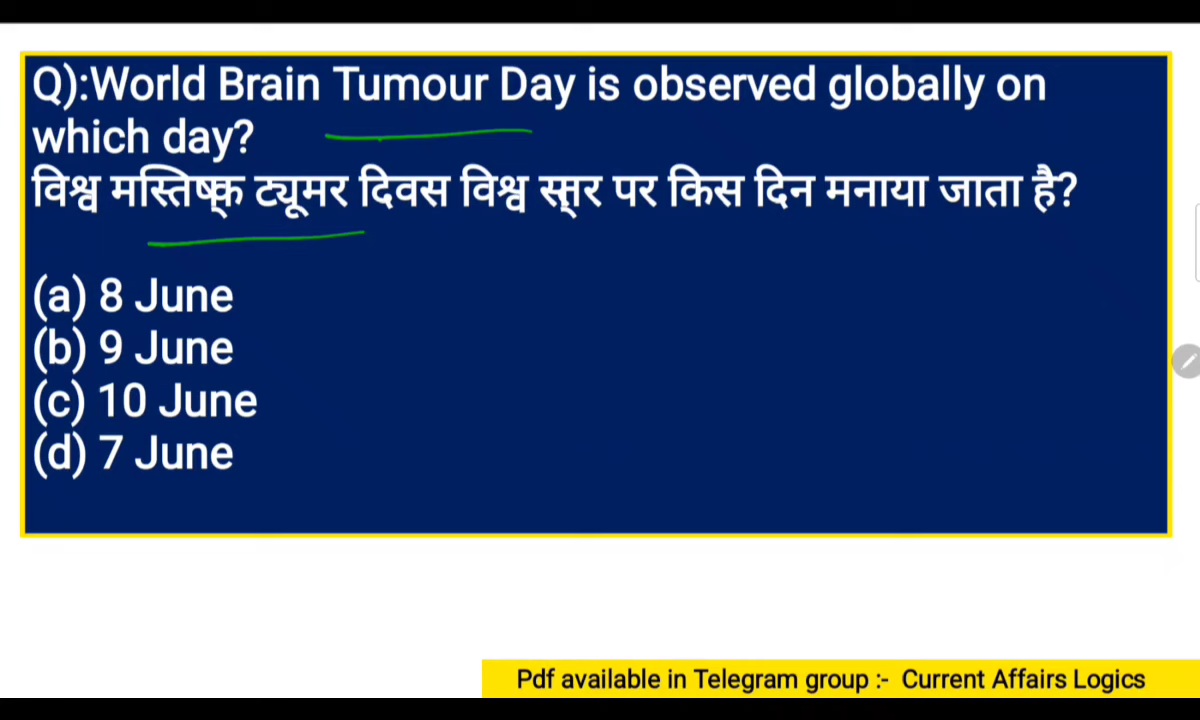 Q):World Brain Tumour Day is observed globally on
which day?
विश्व मस्तिष्क ट्यूमर दिवस विश्व स्तर पर किस दिन मनाया जाता है?
(a) 8 June
(b) 9 June
(c) 10 June
(d) 7 June
Pdf available in Telegram group :- Current Affairs Logics